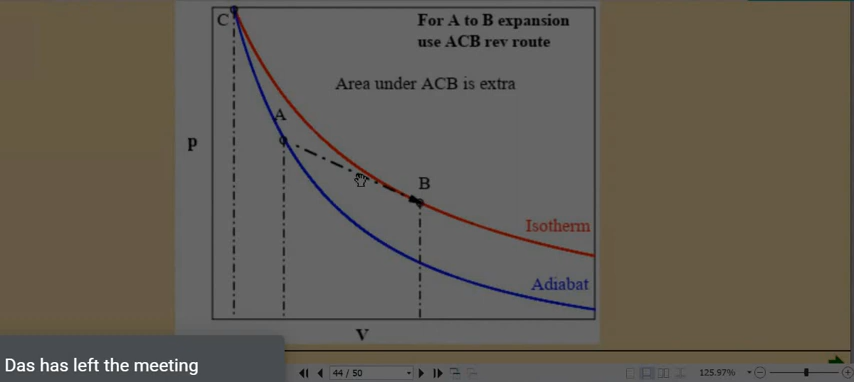 C
For A to B expansion
use ACB rev route
Area under ACB is extra
A
p
B
Isotherm
Adiabat
V
Das has left the meeting
44 / 50
125.97%